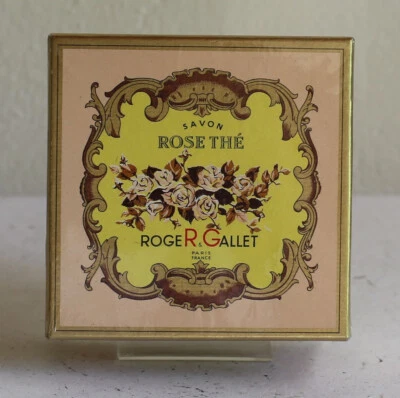 SAVON
ROSE THÉ
ROGER.GALLET
PARIS
FRANCE